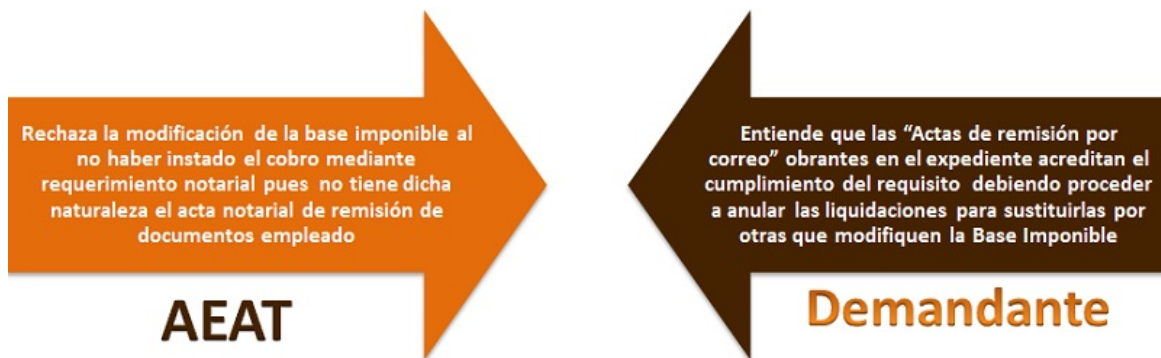 Rechaza la modificación de la base imponible al
no haber instado el cobro mediante
requerimiento notarial pues no tiene dicha
naturaleza el acta notarial de remisión de
documentos empleado
AEAT
Entiende que las “Actas de remisión por
correo” obrantes en el expediente acreditan el
cumplimiento del requisito debiendo proceder
a anular las liquidaciones para sustituirlas por
otras que modifiquen la Base Imponible
Demandante